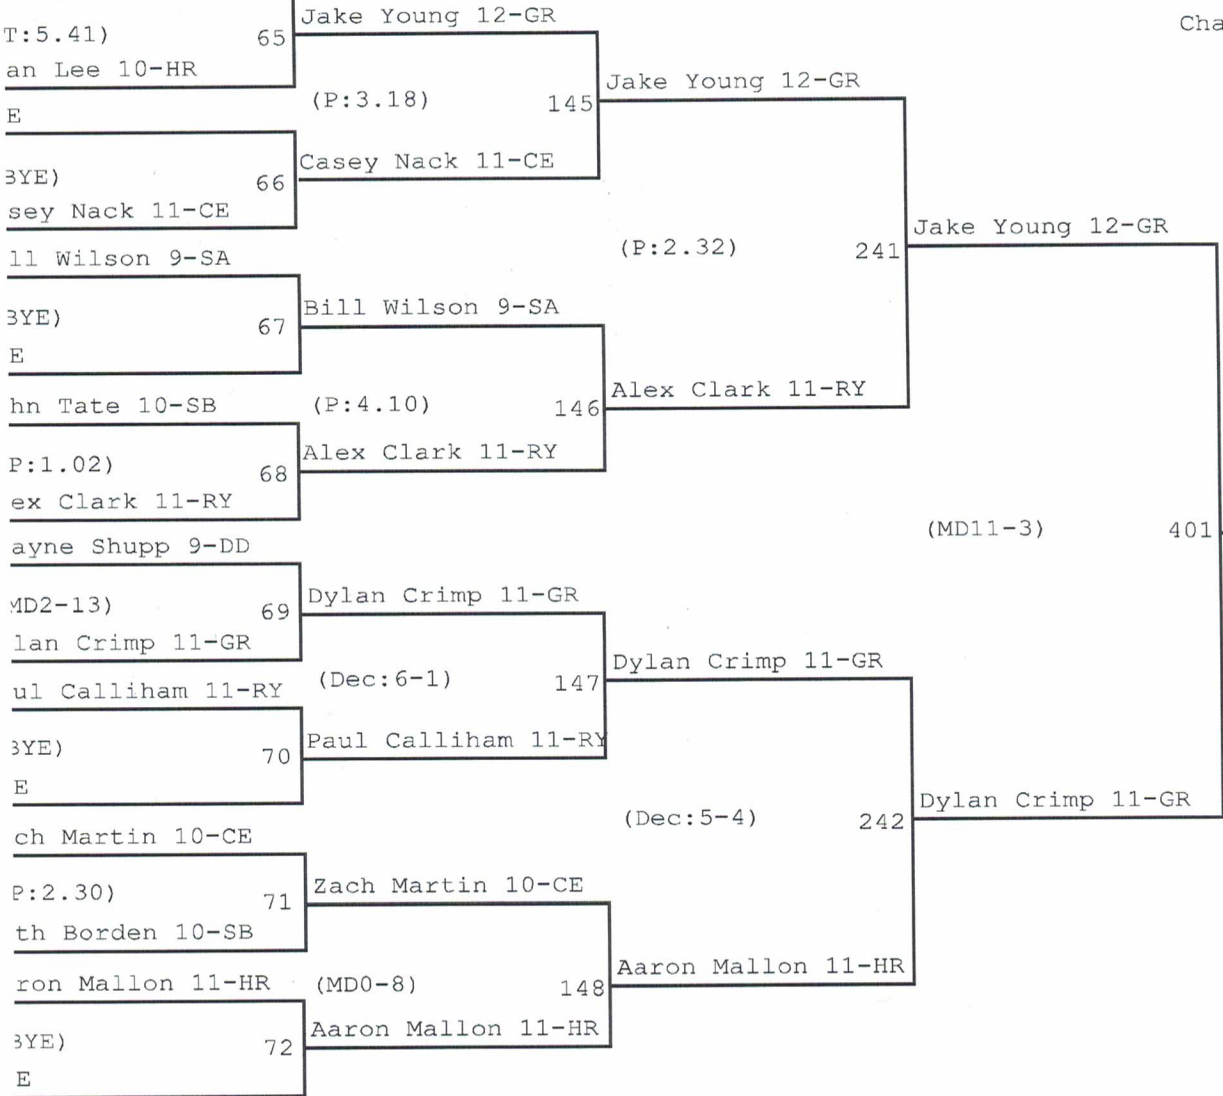 Jake Young 12-GR
Cha
T:5.41)
65
an Lee 10-HR
Jake Young 12-GR
(P:3.18)
145
E
Casey Nack 11-CE
BYE)
66
sey Nack 11-CE
Jake Young 12-GR
(P:2.32)
241
ll Wilson 9-SA
Bill Wilson 9-SA
BYE)
67
E
Alex Clark 11-RY
hn Tate 10-SB
(P:4.10)
146
Alex Clark 11-RY
P:1.02)
68
ex Clark 11-RY
(MD11-3)
401
ayne Shupp 9-DD
Dylan Crimp 11-GR
MD2-13)
69
lan Crimp 11-GR
Dylan Crimp 11-GR
(Dec:6-1)
147
ul Calliham 11-RY
Paul Calliham 11-RY
BYE)
70
E
Dylan Crimp 11-GR
(Dec:5-4)
242
ch Martin 10-CE
Zach Martin 10-CE
P:2.30)
71
th Borden 10-SB
Aaron Mallon 11-HR
ron Mallon 11-HR
(MD0-8)
148
Aaron Mallon 11-HR
BYE)
72
E